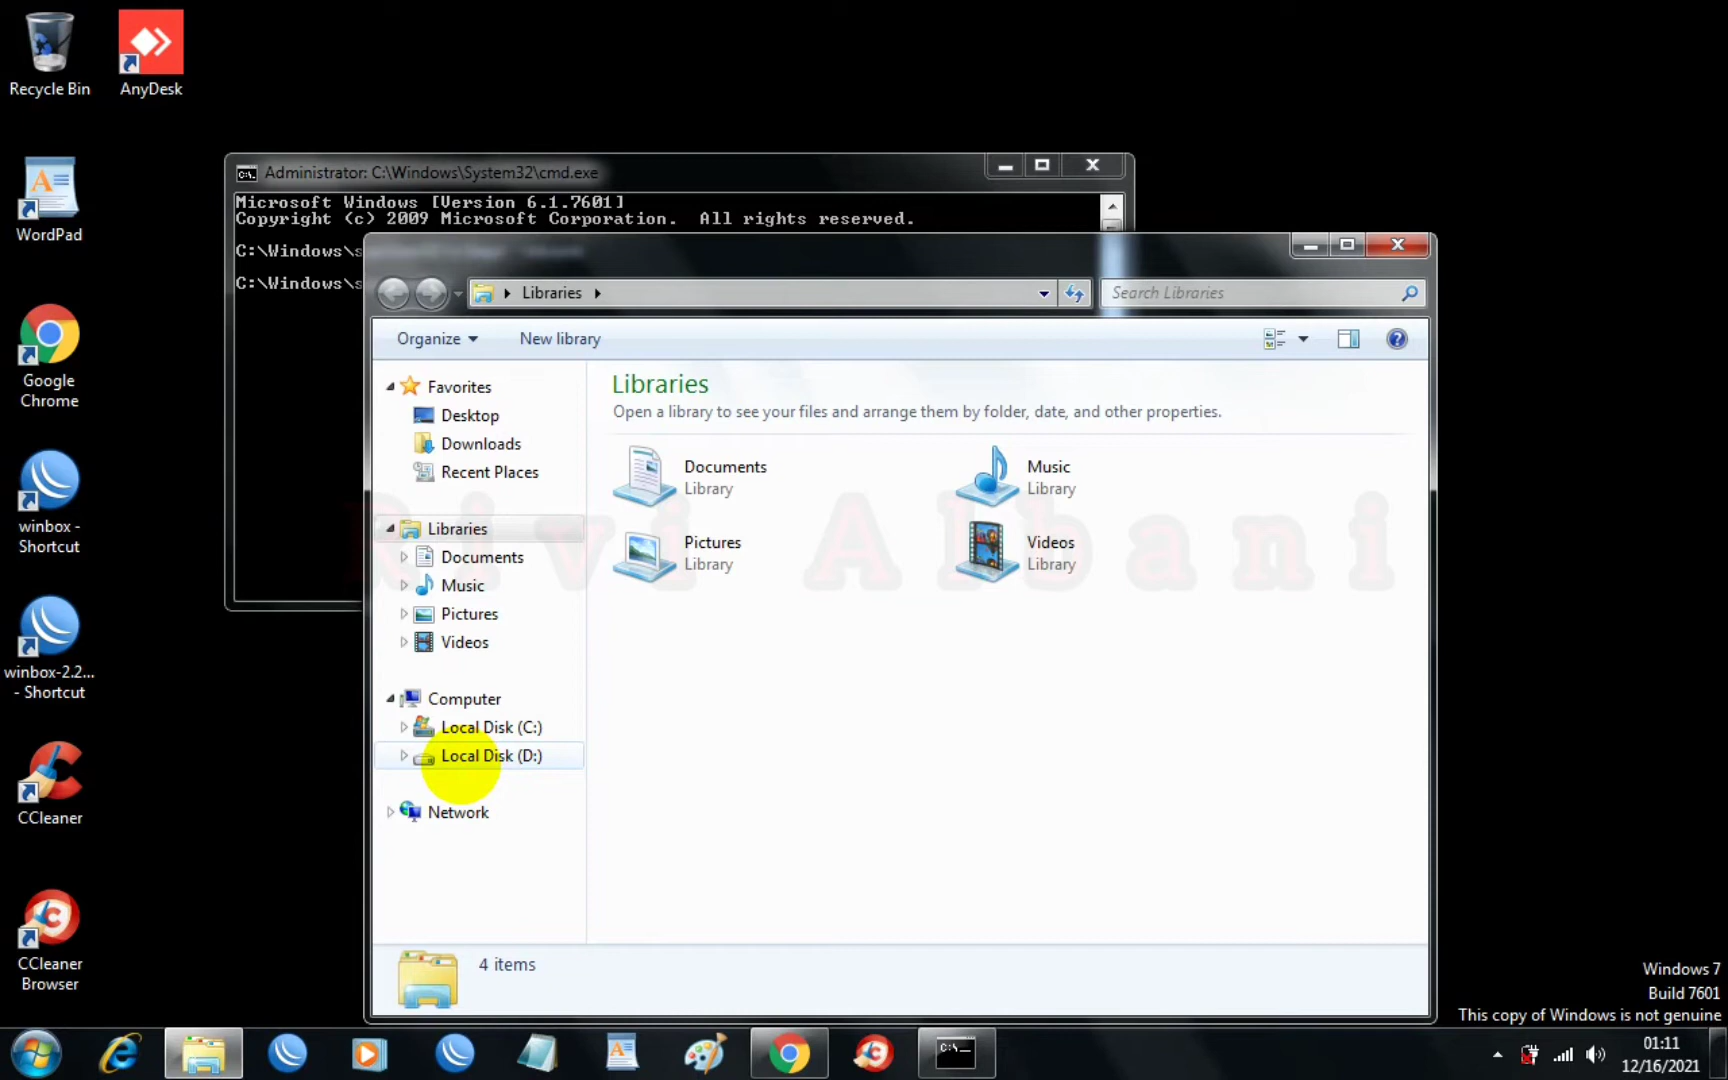 Recycle Bin
AnyDesk
WordPad
Google
Chrome
winbox -
Shortcut
winbox-2.2...
- Shortcut
CCleaner
CCleaner
Browser
Administrator: C:\Windows\System32\cmd.exe
Microsoft Windows [Version 6.1.7601]
Copyright (c) 2009 Microsoft Corporation.  All rights reserved.
C:\Windows\s
C:\Windows\s
Libraries
Search Libraries
Organize
New library
Favorites
Desktop
Downloads
Recent Places
Libraries
Documents
Music
Pictures
Videos
Computer
Local Disk (C:)
Local Disk (D:)
Network
Libraries
Open a library to see your files and arrange them by folder, date, and other properties.
Documents
Library
Music
Library
Pictures
Library
Videos
Library
Rivi Albani
4 items
Windows 7
Build 7601
This copy of Windows is not genuine
01:11
12/16/2021